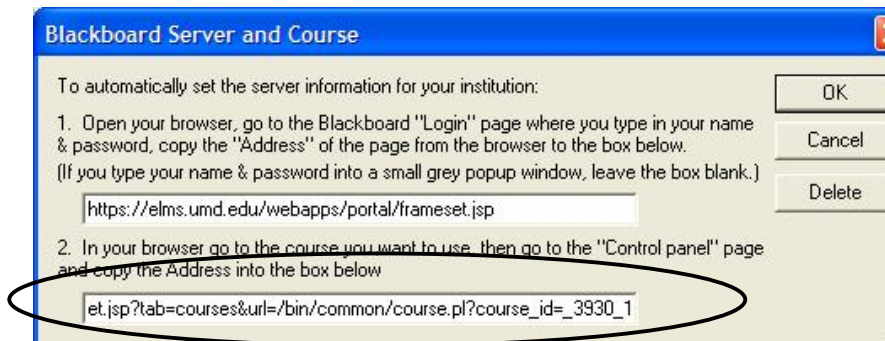 Blackboard Server and Course
To automatically set the server information for your institution:
OK
1. Open your browser, go to the Blackboard "Login" page where you type in your name
& password, copy the "Address" of the page from the browser to the box below.
Cancel
(If you type your name & password into a small grey popup window, leave the box blank.)
Delete
https://elms.umd.edu/webapps/portal/frameset.jsp
2. In your browser go to the course you want to use, then go to the "Control panel" page
and copy the Address into the box below
et.jsp?tab=courses&url=/bin/common/course.pl?course_id=_3930_1